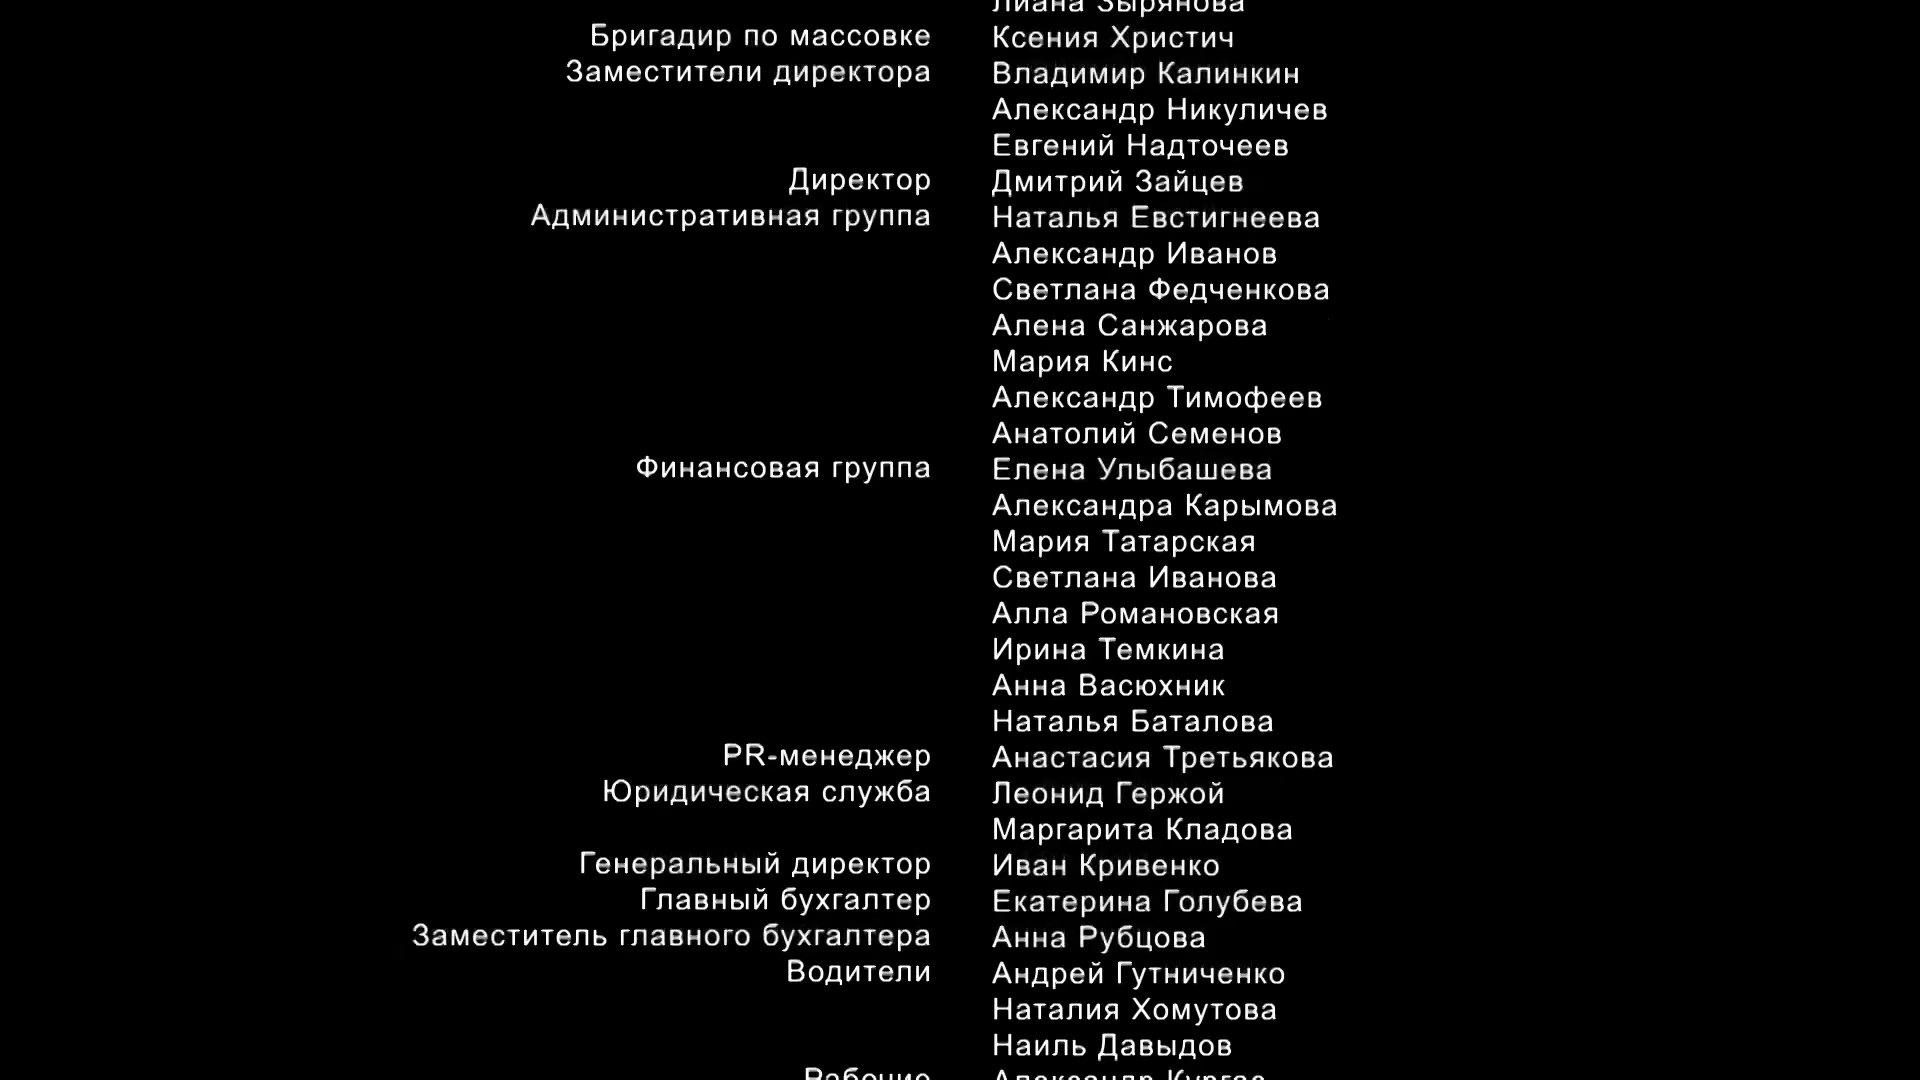 Лиана Зырянова
Бригадир по массовке Ксения Христич
Заместители директора Владимир Калинкин
Александр Никуличев
Евгений Надточеев
Директор Дмитрий Зайцев
Административная группа Наталья Евстигнеева
Александр Иванов
Светлана Федченкова
Алена Санжарова
Мария Кинс
Александр Тимофеев
Анатолий Семенов
Финансовая группа Елена Улыбашева
Александра Карымова
Мария Татарская
Светлана Иванова
Алла Романовская
Ирина Темкина
Анна Васюхник
Наталья Баталова
PR-менеджер Анастасия Третьякова
Юридическая служба Леонид Гержой
Маргарита Кладова
Генеральный директор Иван Кривенко
Главный бухгалтер Екатерина Голубева
Заместитель главного бухгалтера Анна Рубцова
Водители Андрей Гутниченко
Наталия Хомутова
Наиль Давыдов
Рабочие Александр